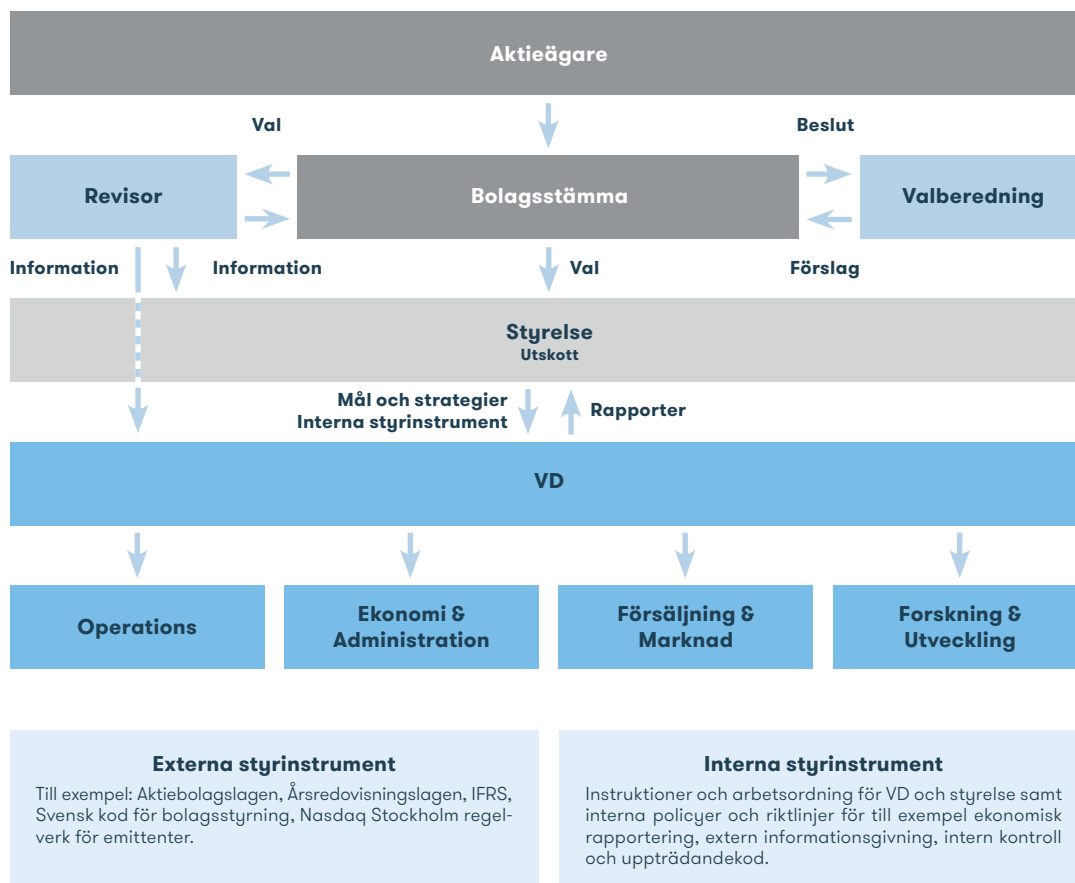 Aktieägare
Val
Beslut
Revisor
Bolagsstämma
Valberedning
Information
Information
Val
Förslag
Styrelse
Utskott
Mål och strategier
Interna styrinstrument
Rapporter
VD
Operations
Ekonomi &
Administration
Försäljning &
Marknad
Forskning &
Utveckling
Externa styrinstrument
Till exempel: Aktiebolagslagen, Årsredovisningslagen, IFRS,
Svensk kod för bolagsstyrning, Nasdaq Stockholm regel-
verk för emittenter.
Interna styrinstrument
Instruktioner och arbetsordning för VD och styrelse samt
interna policyer och riktlinjer för till exempel ekonomisk
rapportering, extern informationsgivning, intern kontroll
och uppträdandekod.